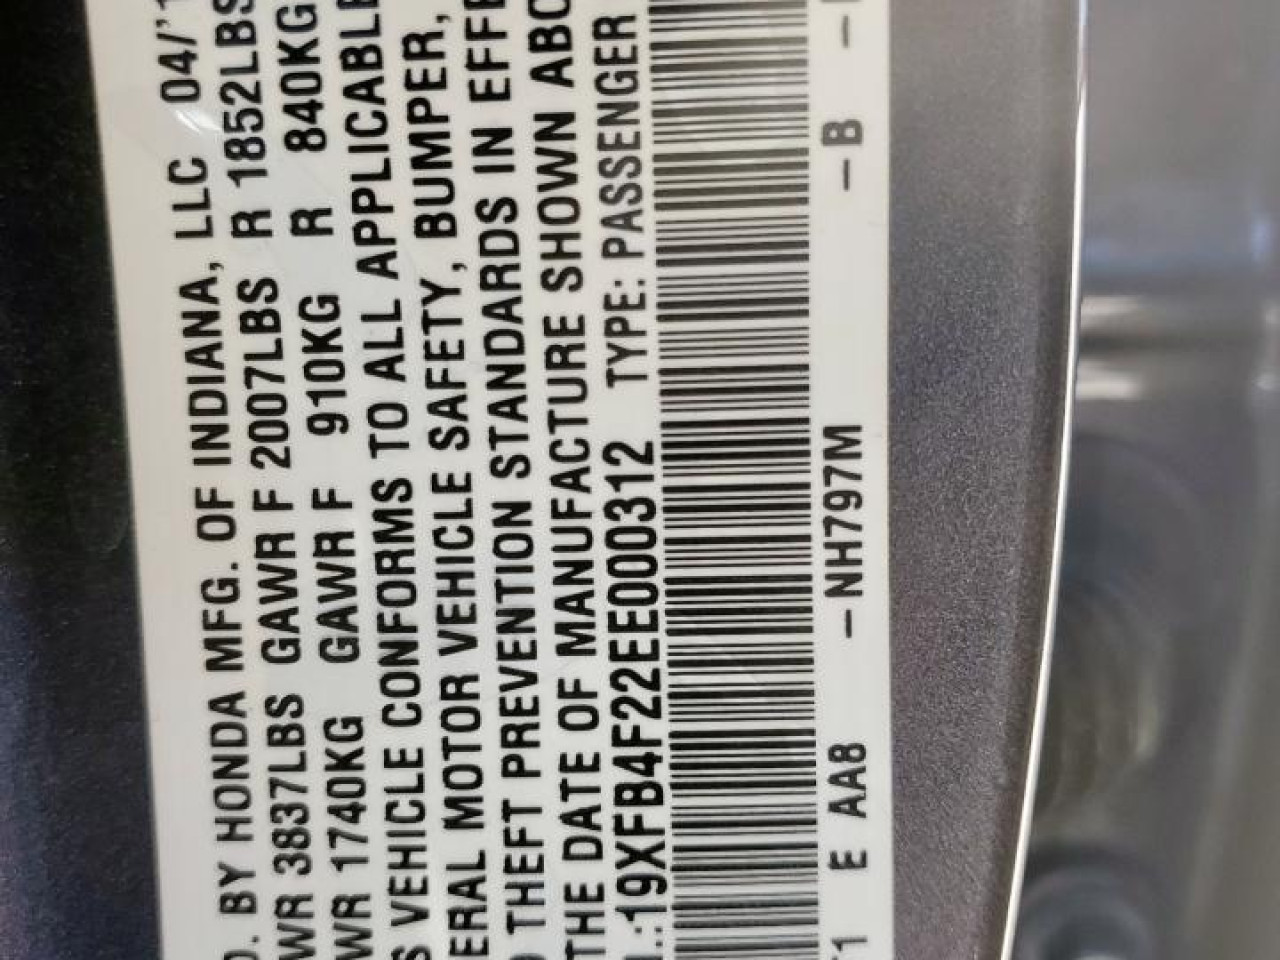 D. BY HONDA MFG. OF INDIANA, LLC 04/'1
WR 3837LBS GAWR F 2007LBS R 1852LBS
WR 1740KG GAWR F 910KG R 840KG
S VEHICLE CONFORMS TO ALL APPLICABLE
ERAL MOTOR VEHICLE SAFETY, BUMPER,
D THEFT PREVENTION STANDARDS IN EFFE
THE DATE OF MANUFACTURE SHOWN ABO
.:19XFB4F22EE000312 TYPE: PASSENGER
1 E AA8 –NH797M –B –